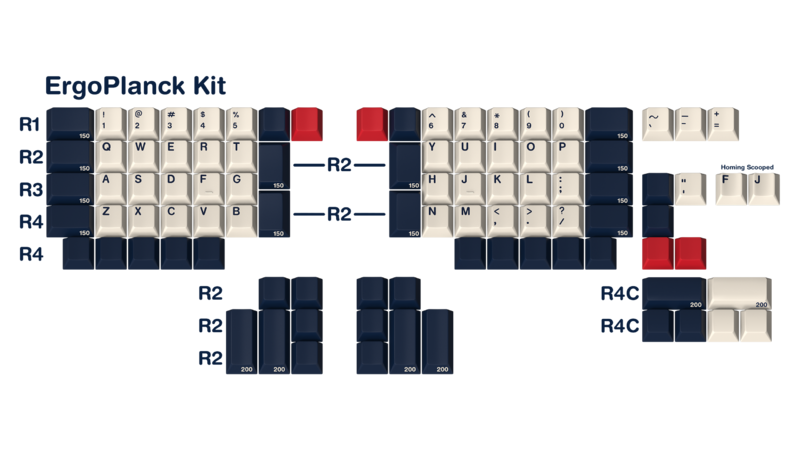 ErgoPlanck Kit
R1 150 ! 1 @ 2 # 3 $ 4 % 5 ^ 6 & 7 * 8 ( 9 ) 0 150 ~ ` _ - + =
R2 Q W E R T — R2 — Y U I O P
150 150 150 150
Homing Scooped
R3 A S D F G H J K L : ; " ' F J
150 150
R4 Z X C V B — R2 — N M < , > . ? /
150 150 150 150
R4
R2 R4C 200 200
R2 R4C
R2 200 200 200 200